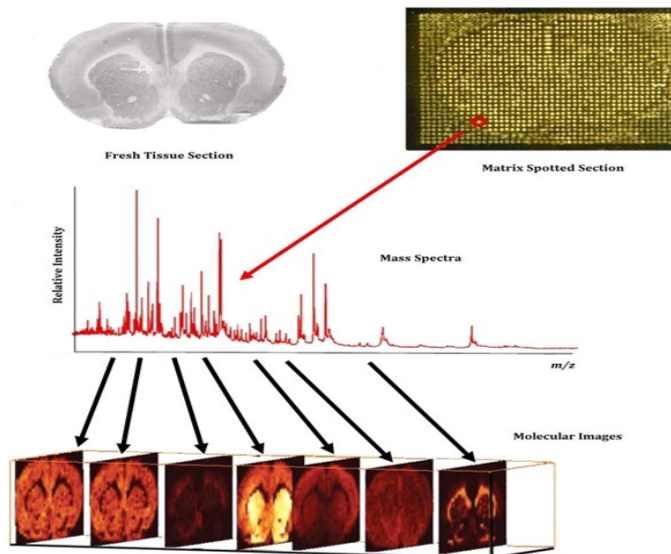 Fresh Tissue Section
Matrix Spotted Section
Relative Intensity
Mass Spectra
m/z
Molecular Images